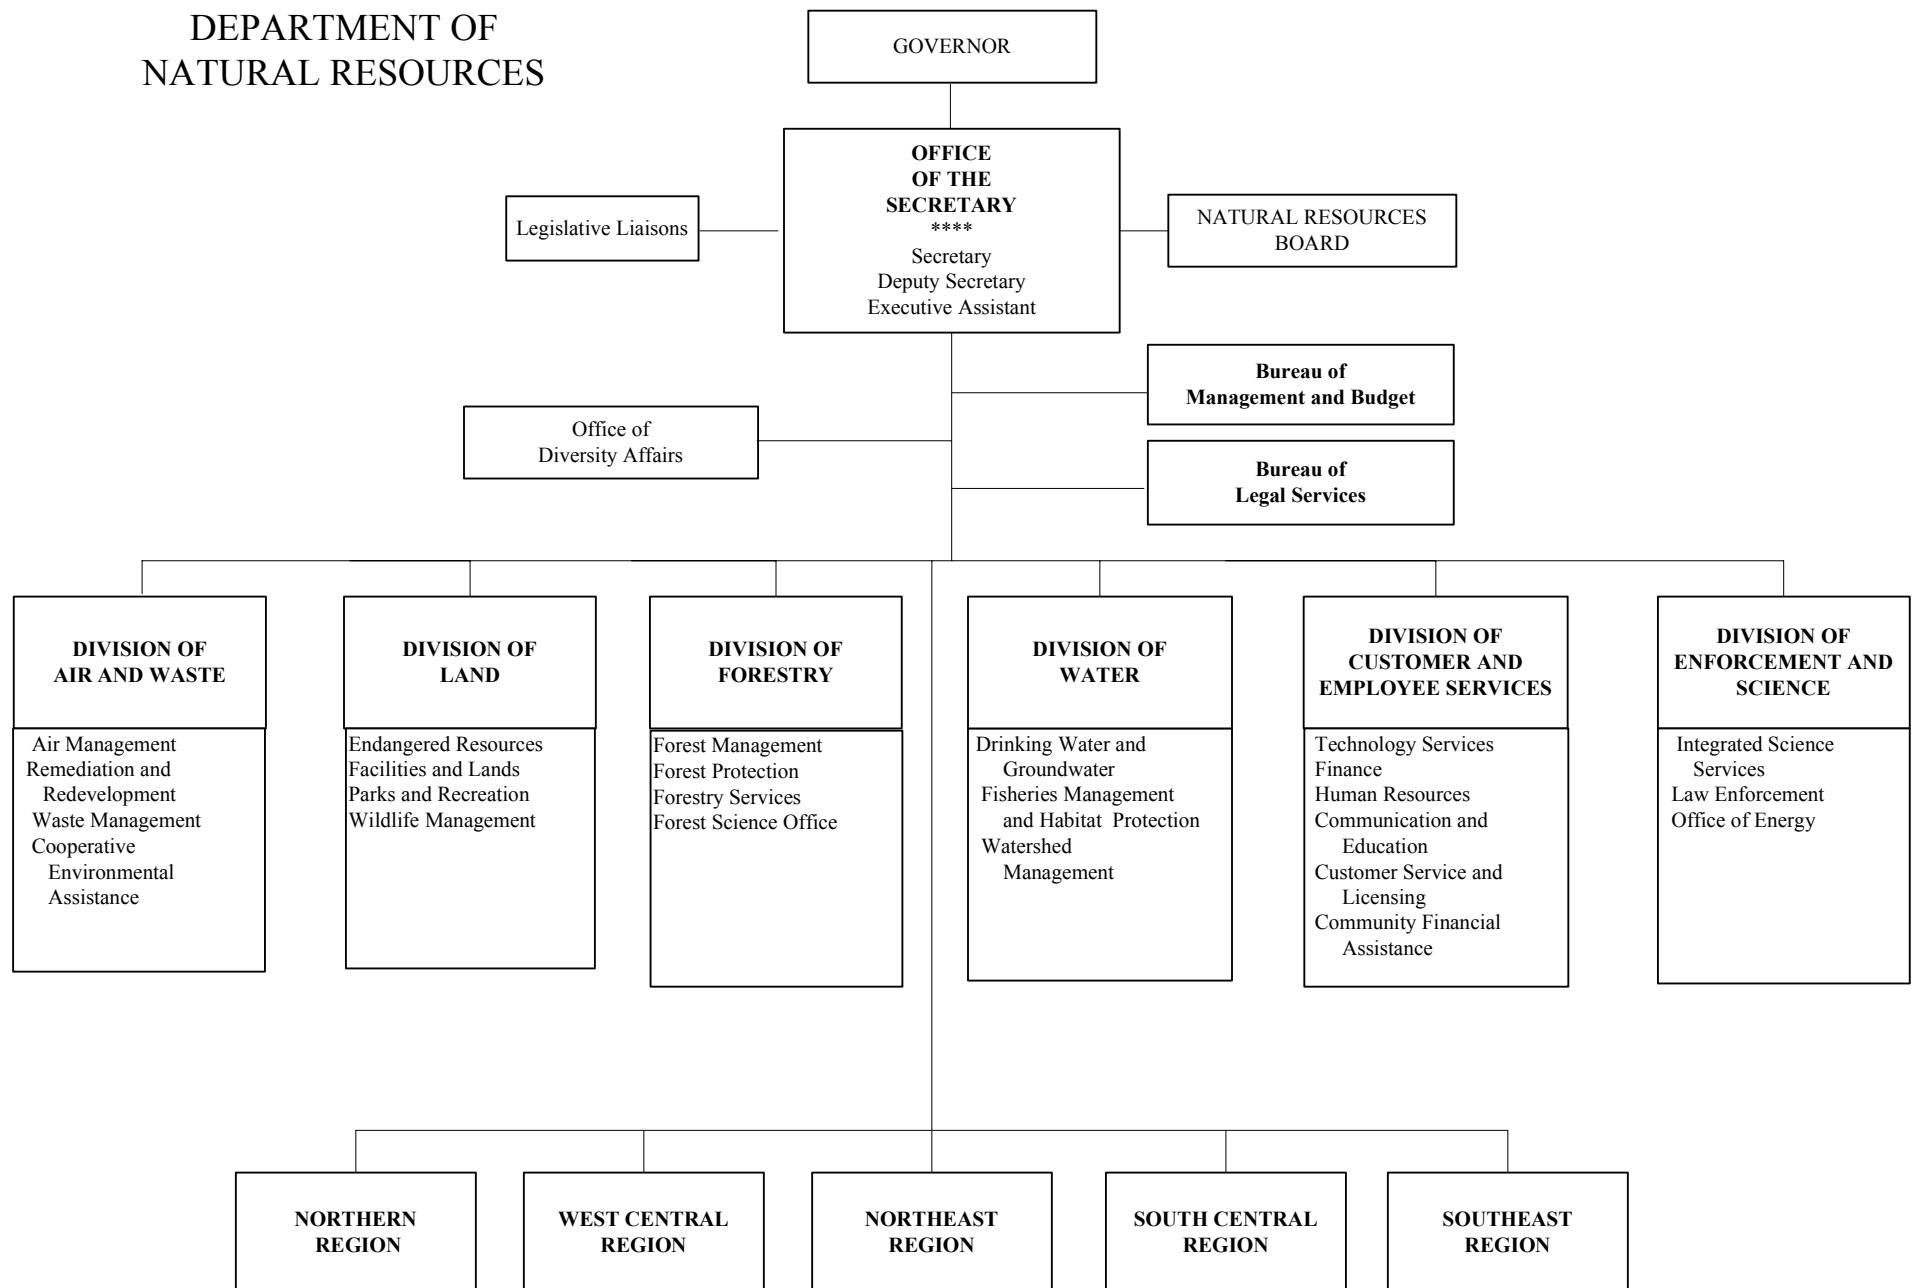 DEPARTMENT OF
NATURAL RESOURCES
GOVERNOR
OFFICE
OF THE
SECRETARY
****
Secretary
Deputy Secretary
Executive Assistant
Legislative Liaisons
NATURAL RESOURCES
BOARD
Bureau of
Management and Budget
Office of
Diversity Affairs
Bureau of
Legal Services
DIVISION OF
AIR AND WASTE
Air Management
Remediation and
Redevelopment
Waste Management
Cooperative
Environmental
Assistance
DIVISION OF
LAND
Endangered Resources
Facilities and Lands
Parks and Recreation
Wildlife Management
DIVISION OF
FORESTRY
Forest Management
Forest Protection
Forestry Services
Forest Science Office
DIVISION OF
WATER
Drinking Water and
Groundwater
Fisheries Management
and Habitat Protection
Watershed
Management
DIVISION OF
CUSTOMER AND
EMPLOYEE SERVICES
Technology Services
Finance
Human Resources
Communication and
Education
Customer Service and
Licensing
Community Financial
Assistance
DIVISION OF
ENFORCEMENT AND
SCIENCE
Integrated Science
Services
Law Enforcement
Office of Energy
NORTHERN
REGION
WEST CENTRAL
REGION
NORTHEAST
REGION
SOUTH CENTRAL
REGION
SOUTHEAST
REGION